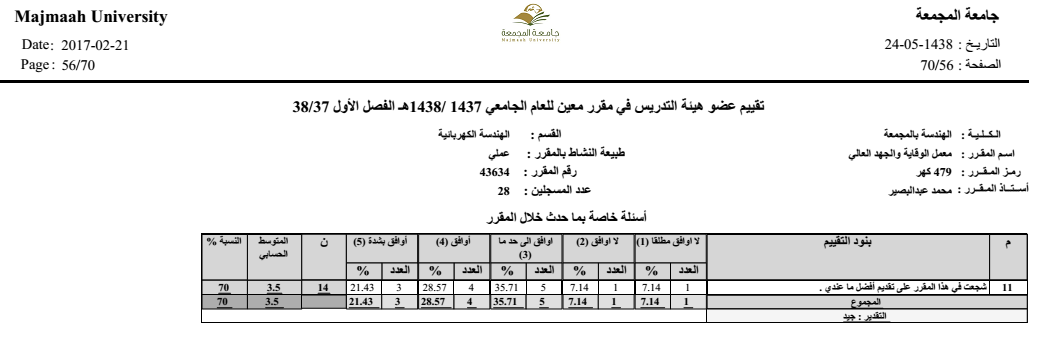 Majmaah University
جامعة المجمعة
جامعة المجمعة
Majmaah University
Date: 2017-02-21
التاريخ : 1438-05-24
Page: 56/70
الصفحة : 70/56
تقييم عضو هيئة التدريس في مقرر معين للعام الجامعي 1437 /1438هـ الفصل الأول 38/37
الكلية : الهندسة بالمجمعة القسم : الهندسة الكهربائية
اسم المقرر : معمل الوقاية والجهد العالي طبيعة النشاط بالمقرر : عملي
رمز المقرر : 479 كهر رقم المقرر : 43634
أستاذ المقرر : محمد عبدالبصير عدد المسجلين : 28
أسئلة خاصة بما حدث خلال المقرر
م بنود التقييم لا اوافق مطلقا (1) لا اوافق (2) اوافق الى حد ما (3) أوافق (4) أوافق بشدة (5) ن المتوسط الحسابي النسبة %
العدد % العدد % العدد % العدد % العدد %
11 شجعت في هذا المقرر على تقديم أفضل ما عندي . 1 7.14 1 7.14 5 35.71 4 28.57 3 21.43 14 3.5 70
المجموع 1 7.14 1 7.14 5 35.71 4 28.57 3 21.43 3.5 70
التقدير : جيد